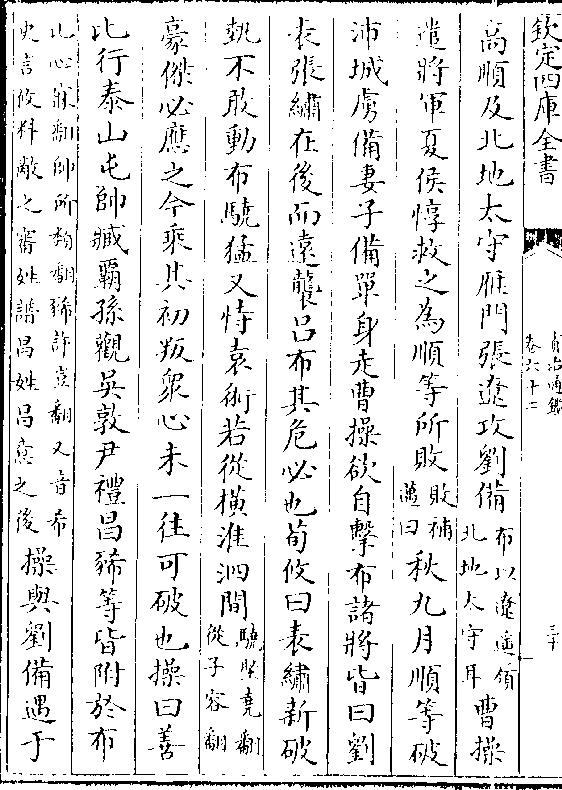 欽定四庫全書
資治通鑑
卷六十二
三十
高順及北地太守雁門張遼攻劉備布以遼遙領
北地太守耳曹操
遣將軍夏侯惇救之為順等所敗敗補
邁曰秋九月順等破
沛城虜備妻子備單身走曹操欲自擊布諸將皆曰劉
表張繡在後而遠襲呂布其危必也荀攸曰表繡新破
埶不敢動布驍猛又恃袁術若從橫淮泗間驍堅堯翻
從子容翻
豪傑必應之今乘其初叛衆心未一往可破也操曰善
比行泰山屯帥臧霸孫觀吳敦尹禮昌豨等皆附於布
比必寐翻帥所類翻豨許豈翻又音希
史言攸料敵之審姓譜昌姓昌意之後操與劉備遇于